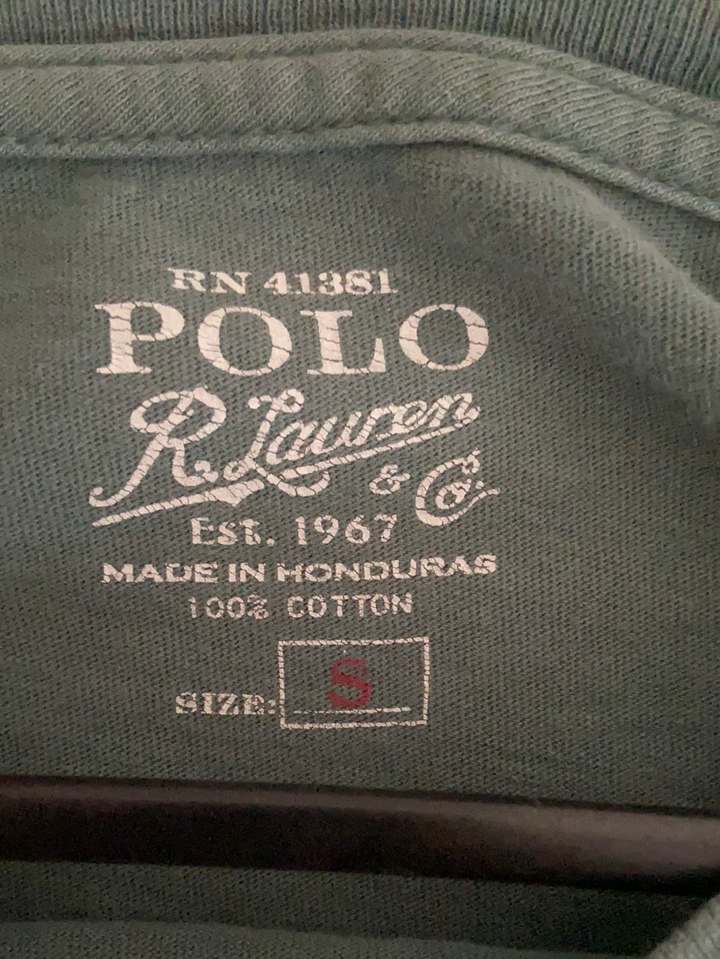 RN 41381
POLO
R. Lauren
& Co.
Est. 1967
MADE IN HONDURAS
100% COTTON
SIZE: S